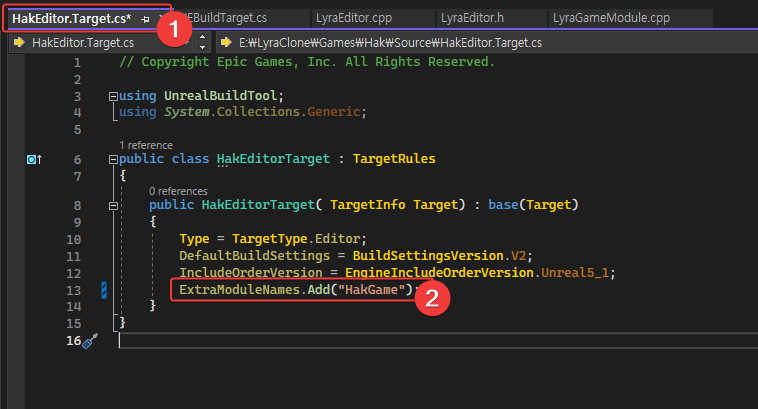 HakEditor.Target.cs*
EBuildTarget.cs
LyraEditor.cpp
LyraEditor.h
LyraGameModule.cpp
1
HakEditor.Target.cs
E:₩LyraClone₩Games₩Hak₩Source₩HakEditor.Target.cs
1 // Copyright Epic Games, Inc. All Rights Reserved.
2
3 using UnrealBuildTool;
4 using System.Collections.Generic;
5
1 reference
6 public class HakEditorTarget : TargetRules
7 {
0 references
8 public HakEditorTarget( TargetInfo Target) : base(Target)
9 {
10 Type = TargetType.Editor;
11 DefaultBuildSettings = BuildSettingsVersion.V2;
12 IncludeOrderVersion = EngineIncludeOrderVersion.Unreal5_1;
13 ExtraModuleNames.Add("HakGame");
2
14 }
15 }
16